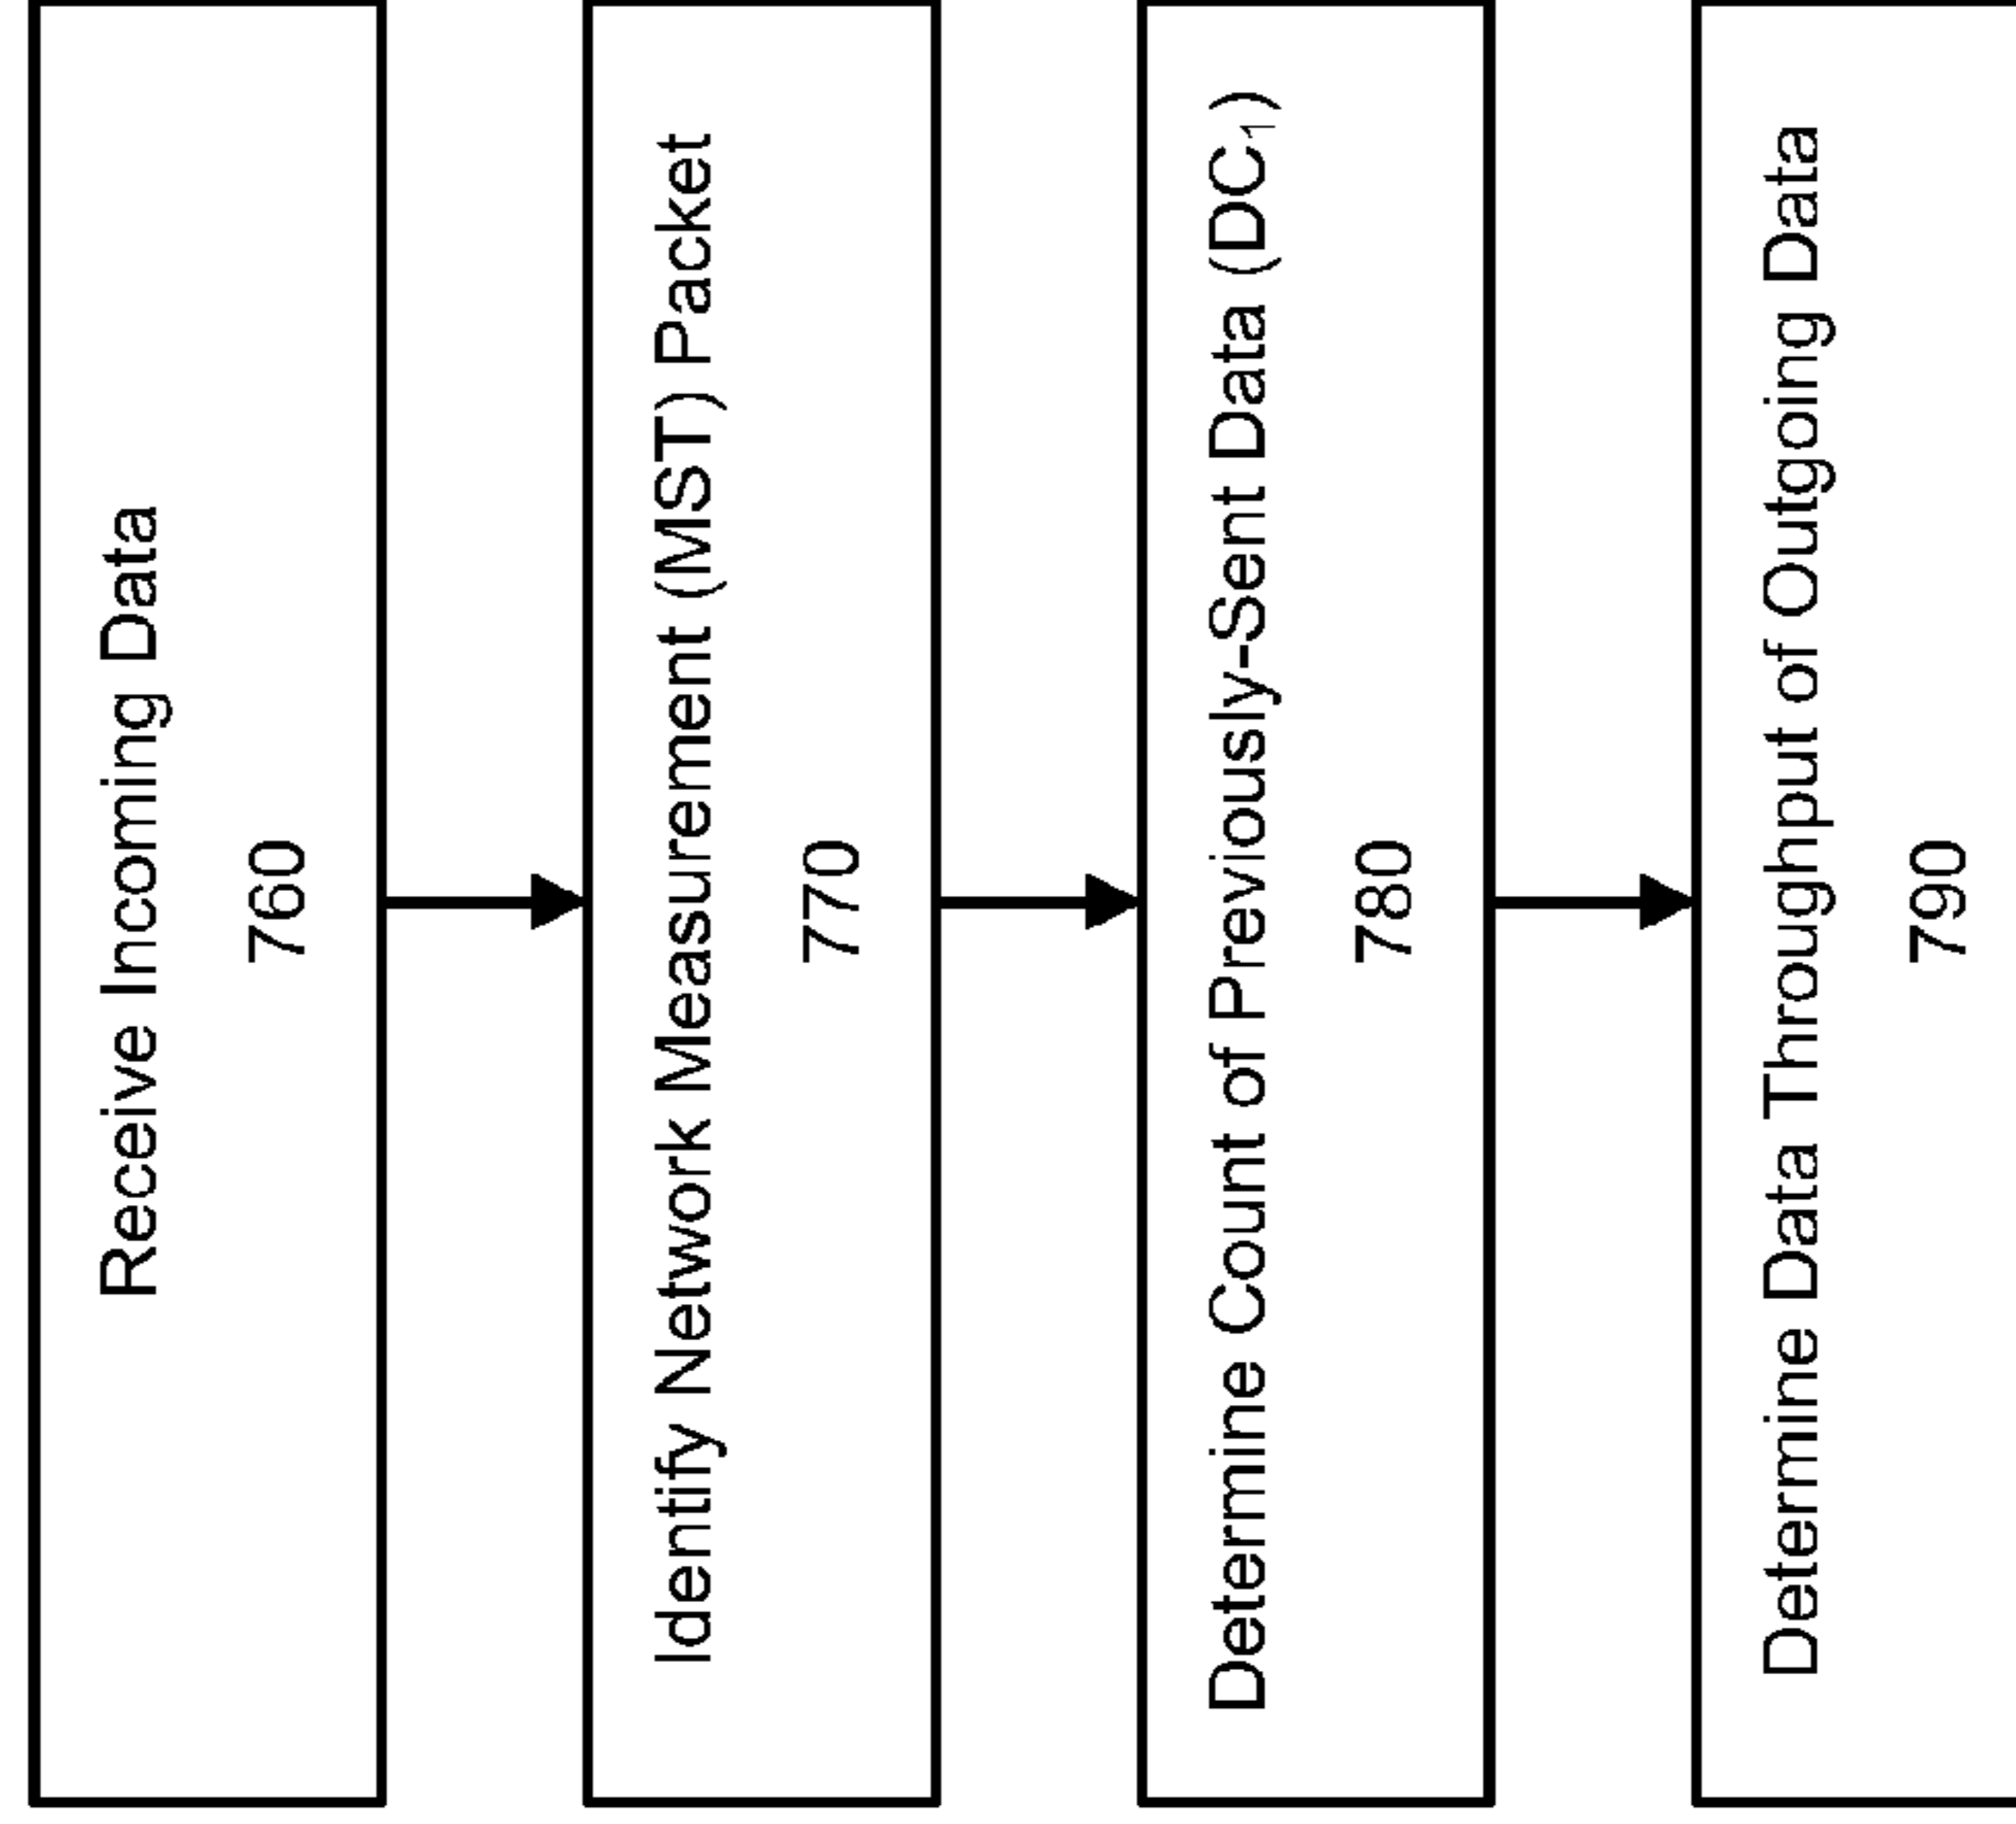 Receive Incoming Data
760
Identify Network Measurement (MST) Packet
770
Determine Count of Previously-Sent Data (DC₁)
780
Determine Data Throughput of Outgoing Data
790